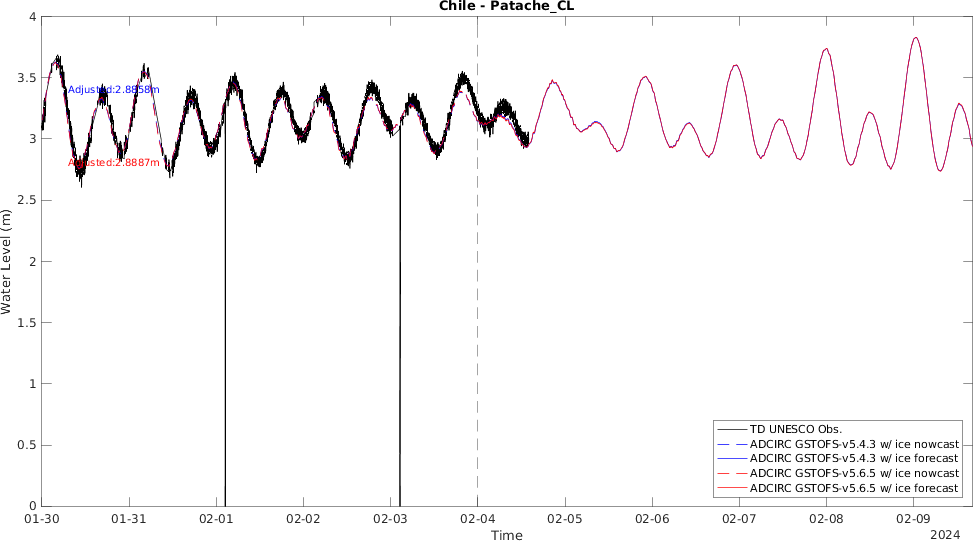 Chile - Patache_CL
4
3.5
3
2.5
2
1.5
1
0.5
0
Water Level (m)
Adjusted:2.8858m
Adjusted:2.8887m
TD UNESCO Obs.
ADCIRC GSTOFS-v5.4.3 w/ ice nowcast
ADCIRC GSTOFS-v5.4.3 w/ ice forecast
ADCIRC GSTOFS-v5.6.5 w/ ice nowcast
ADCIRC GSTOFS-v5.6.5 w/ ice forecast
01-30 01-31 02-01 02-02 02-03 02-04 02-05 02-06 02-07 02-08 02-09
Time
2024